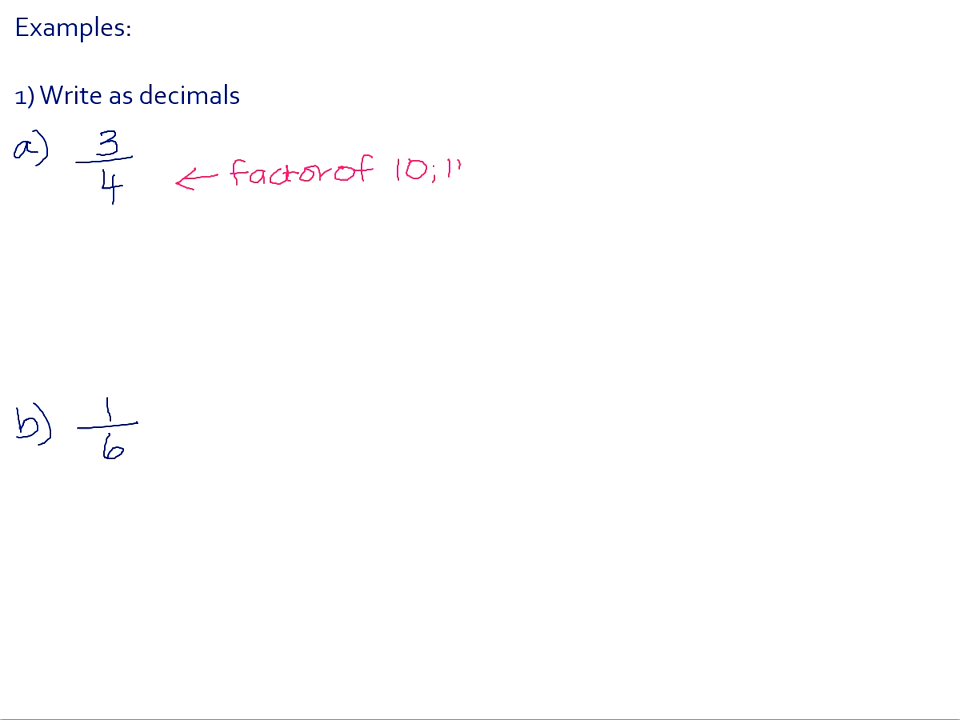 Examples:
1) Write as decimals
a) 3/4 ← factor of 10;
b) 1/6